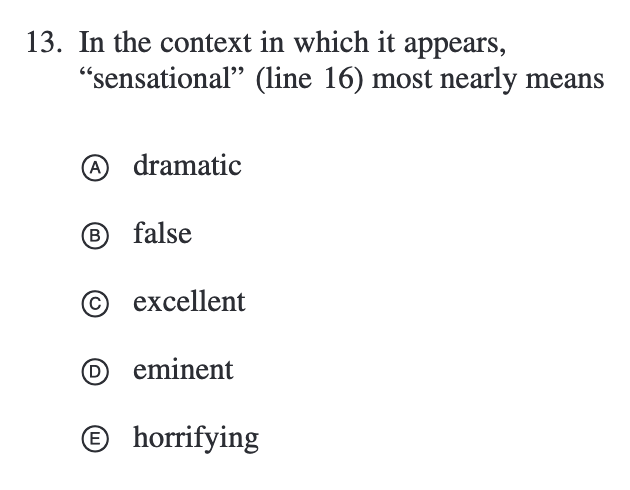 13. In the context in which it appears,
“sensational” (line 16) most nearly means
A dramatic
B false
C excellent
D eminent
E horrifying